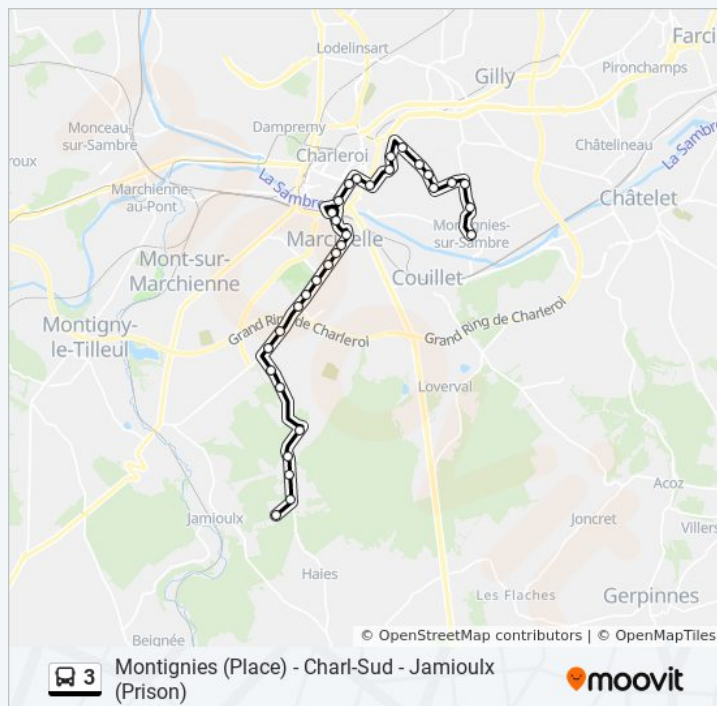 Farci
Lodelinsart
Gilly
Pironchamps
Monceau-
sur-Sambre
Dampremy
Châtelineau
La Sambre
roux
Charleroi
Marchienne-
au-Pont
La Sambre
Châtelet
Montignies-
sur-Sambre
Marcinelle
Mont-sur-
Marchienne
Couillet
Grand Ring de Charleroi
Grand Ring de Charleroi
Montigny-
le-Tilleul
Loverval
Acoz
Jamioulx
Joncret
Villers
Haies
Les Flaches
Gerpinnes
Beignée
© OpenStreetMap contributors | © OpenMapTiles
3
Montignies (Place) - Charl-Sud - Jamioulx
(Prison)
moovit